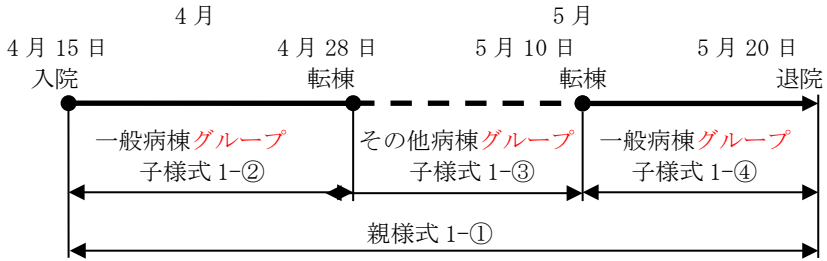 4 月 5 月
4 月 15 日 4 月 28 日 5 月 10 日 5 月 20 日
入院 転棟 転棟 退院
一般病棟グループ その他病棟グループ 一般病棟グループ
子様式 1-② 子様式 1-③ 子様式 1-④
親様式 1-①